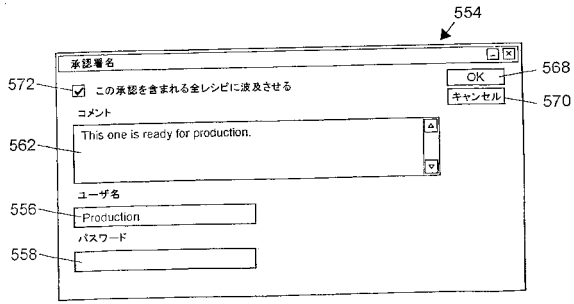 554
承認署名
572 この承認を含まれる全レシピに波及させる
OK 568
キャンセル 570
コメント
562 This one is ready for production.
ユーザ名
556 Production
パスワード
558